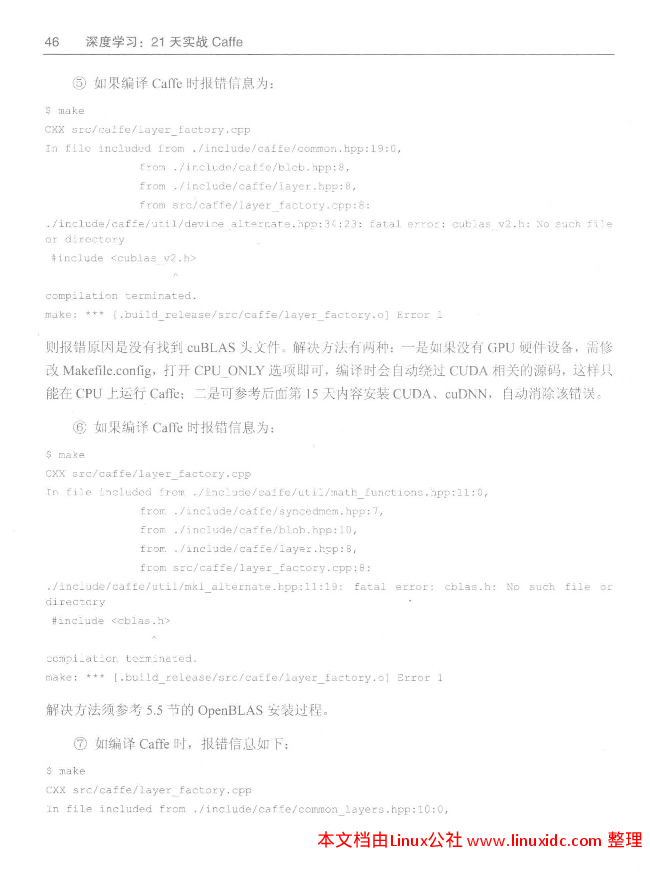 46 深度学习：21 天实战 Caffe
⑤ 如果编译 Caffe 时报错信息为：
$ make
CXX src/caffe/layer_factory.cpp
In file included from ./include/caffe/common.hpp:19:0,
from ./include/caffe/blob.hpp:8,
from ./include/caffe/layer.hpp:8,
from src/caffe/layer_factory.cpp:8:
./include/caffe/util/device_alternate.hpp:34:23: fatal error: cublas_v2.h: No such file
or directory
#include <cublas_v2.h>
^
compilation terminated.
make: *** [.build_release/src/caffe/layer_factory.o] Error 1
则报错原因是没有找到 cuBLAS 头文件。解决方法有两种：一是如果没有 GPU 硬件设备，需修
改 Makefile.config，打开 CPU_ONLY 选项即可，编译时会自动绕过 CUDA 相关的源码，这样只
能在 CPU 上运行 Caffe；二是可参考后面第 15 天内容安装 CUDA、cuDNN，自动消除该错误。
⑥ 如果编译 Caffe 时报错信息为：
$ make
CXX src/caffe/layer_factory.cpp
In file included from ./include/caffe/util/math_functions.hpp:11:0,
from ./include/caffe/syncedmem.hpp:7,
from ./include/caffe/blob.hpp:10,
from ./include/caffe/layer.hpp:8,
from src/caffe/layer_factory.cpp:8:
./include/caffe/util/mkl_alternate.hpp:11:19: fatal error: cblas.h: No such file or
directory
#include <cblas.h>
^
compilation terminated.
make: *** [.build_release/src/caffe/layer_factory.o] Error 1
解决方法须参考 5.5 节的 OpenBLAS 安装过程。
⑦ 如编译 Caffe 时，报错信息如下：
$ make
CXX src/caffe/layer_factory.cpp
In file included from ./include/caffe/common_layers.hpp:10:0,
本文档由Linux公社 www.linuxidc.com 整理